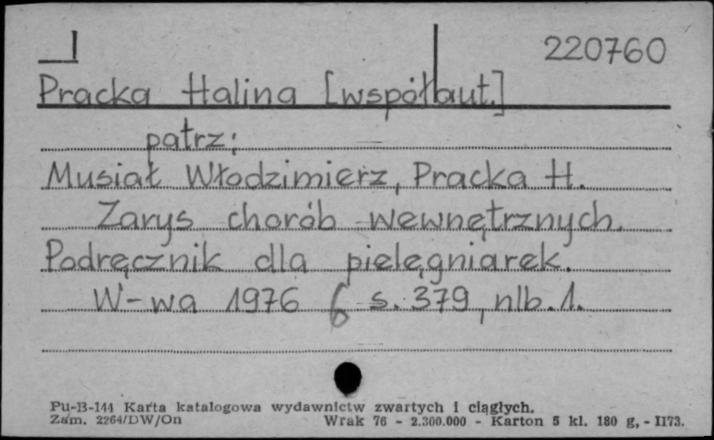 I 220760
Pracka Halina [współaut.]
patrz:
Musiał Włodzimierz, Pracka H.
Zarys chorób wewnętrznych.
Podręcznik dla pielęgniarek.
W-wa 1976 s. 379, nlb. 1.
Pu-B-144 Karta katalogowa wydawnictw zwartych i ciągłych.
Zam. 2264/DW/On Wrak 76 - 2.300.000 - Karton 5 kl. 180 g, - II73.